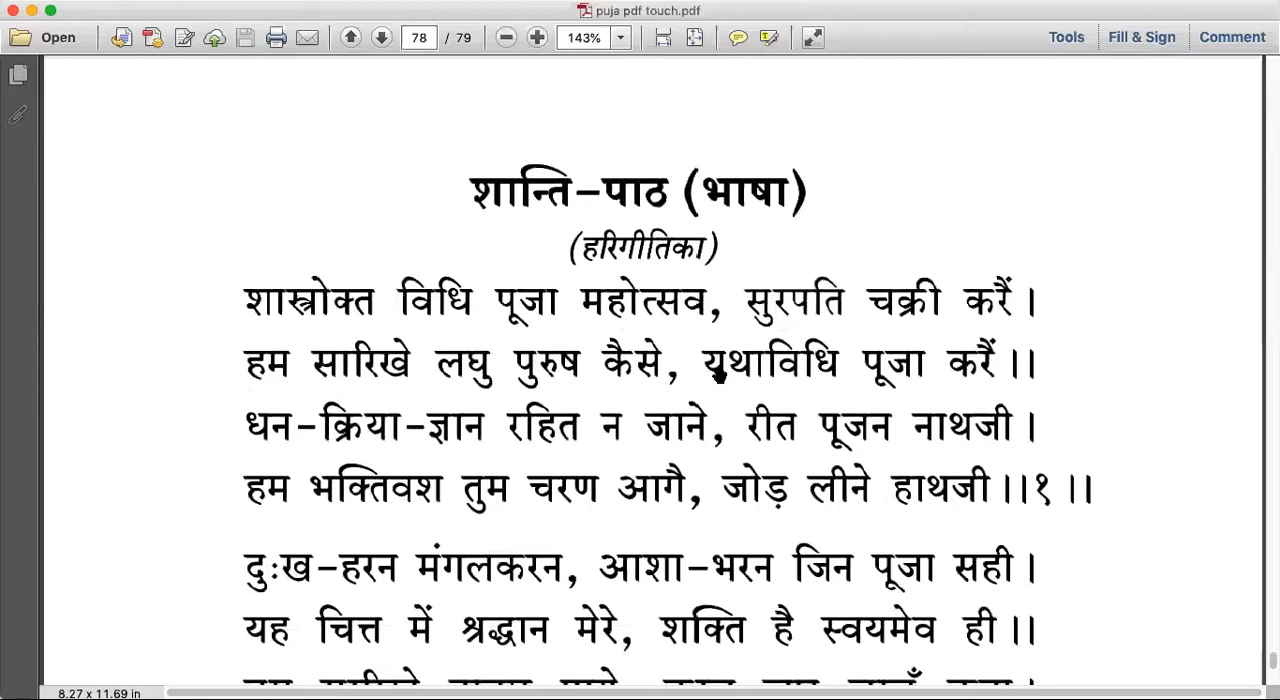 puja pdf touch.pdf
Open 78 / 79 143% Tools Fill & Sign Comment
शान्ति-पाठ (भाषा)
(हरिगीतिका)
शास्त्रोक्त विधि पूजा महोत्सव, सुरपति चक्री करैं।
हम सारिखे लघु पुरुष कैसे, यथाविधि पूजा करैं।।
धन-क्रिया-ज्ञान रहित न जाने, रीत पूजन नाथजी।
हम भक्तिवश तुम चरण आगै, जोड़ लीने हाथजी।।१।।
दुःख-हरन मंगलकरन, आशा-भरन जिन पूजा सही।
यह चित्त में श्रद्धान मेरे, शक्ति है स्वयमेव ही।।
8.27 x 11.69 in